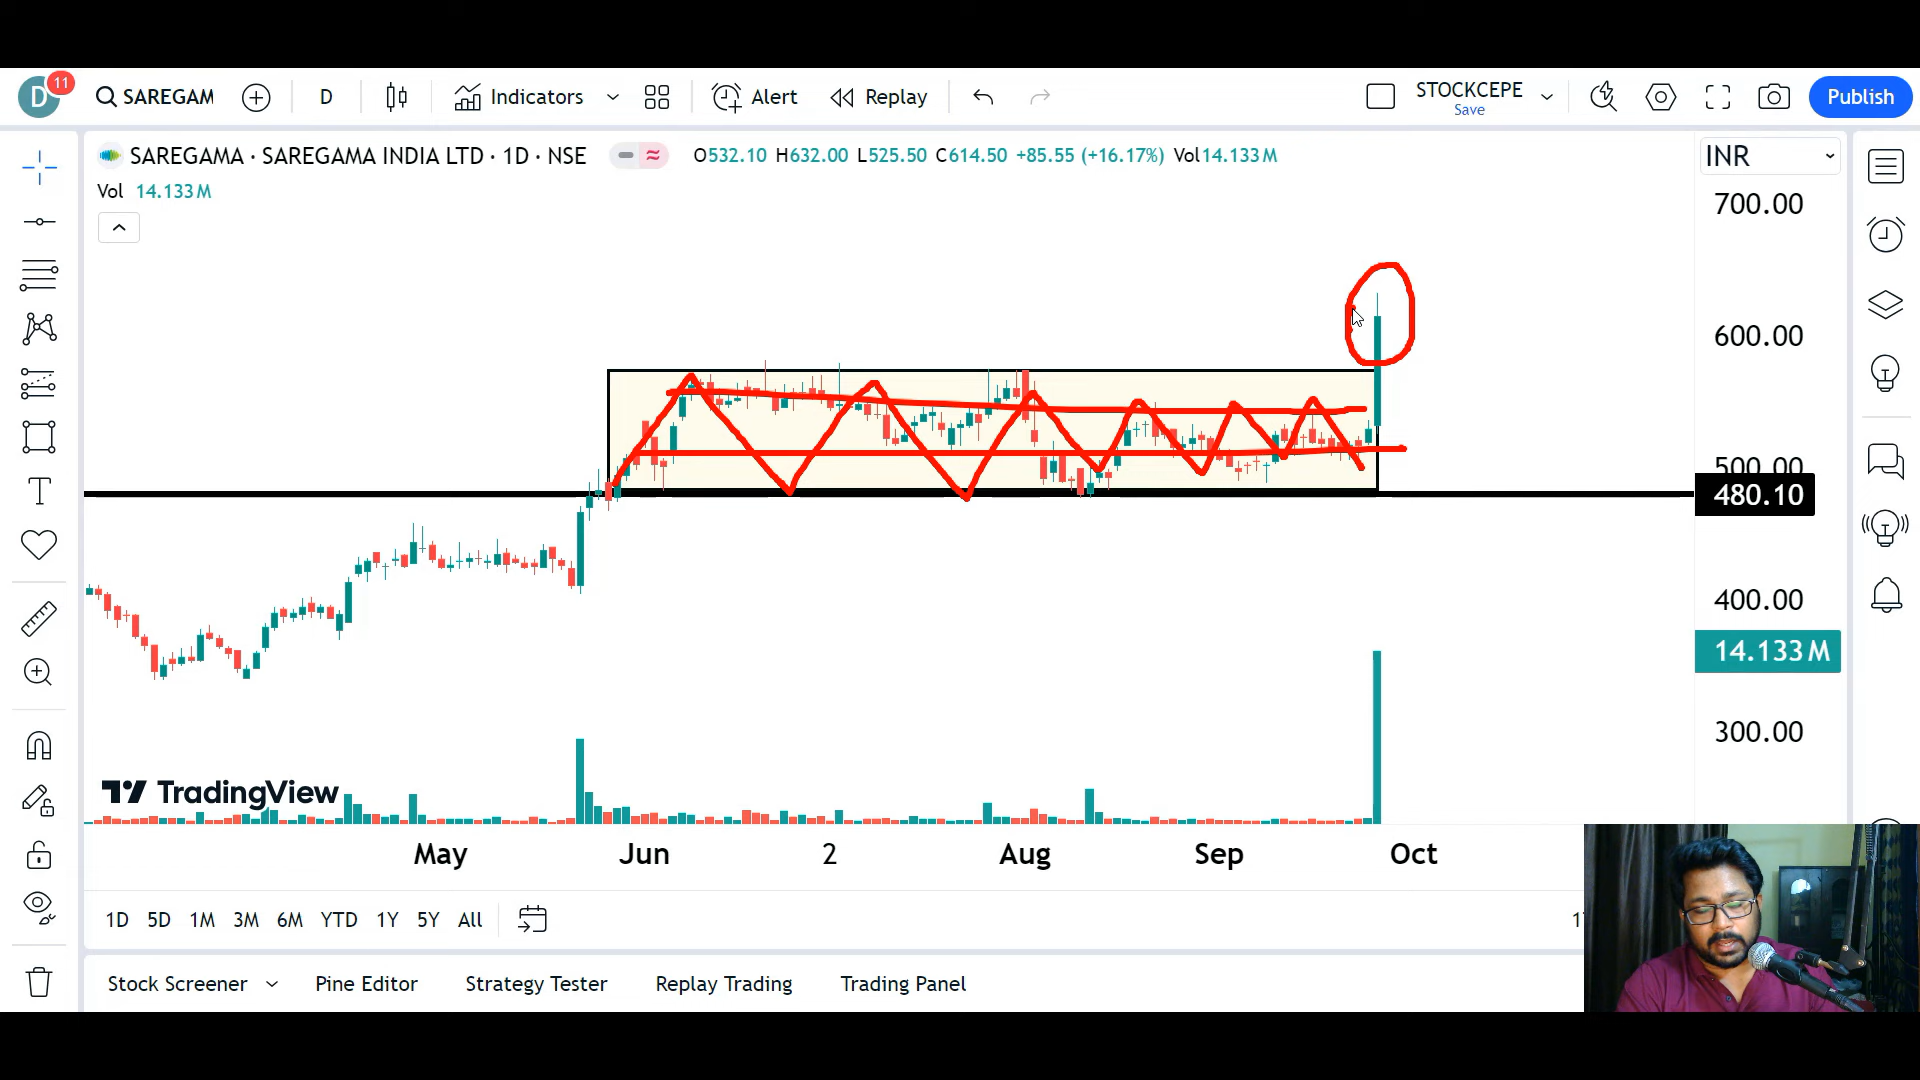 D 11 SAREGAM D Indicators Alert Replay STOCKCEPE Save Publish
SAREGAMA · SAREGAMA INDIA LTD · 1D · NSE O532.10 H632.00 L525.50 C614.50 +85.55 (+16.17%) Vol14.133M INR
Vol 14.133M
700.00
600.00
500.00
480.10
400.00
14.133M
300.00
TradingView
May Jun 2 Aug Sep Oct
1D 5D 1M 3M 6M YTD 1Y 5Y All
Stock Screener Pine Editor Strategy Tester Replay Trading Trading Panel